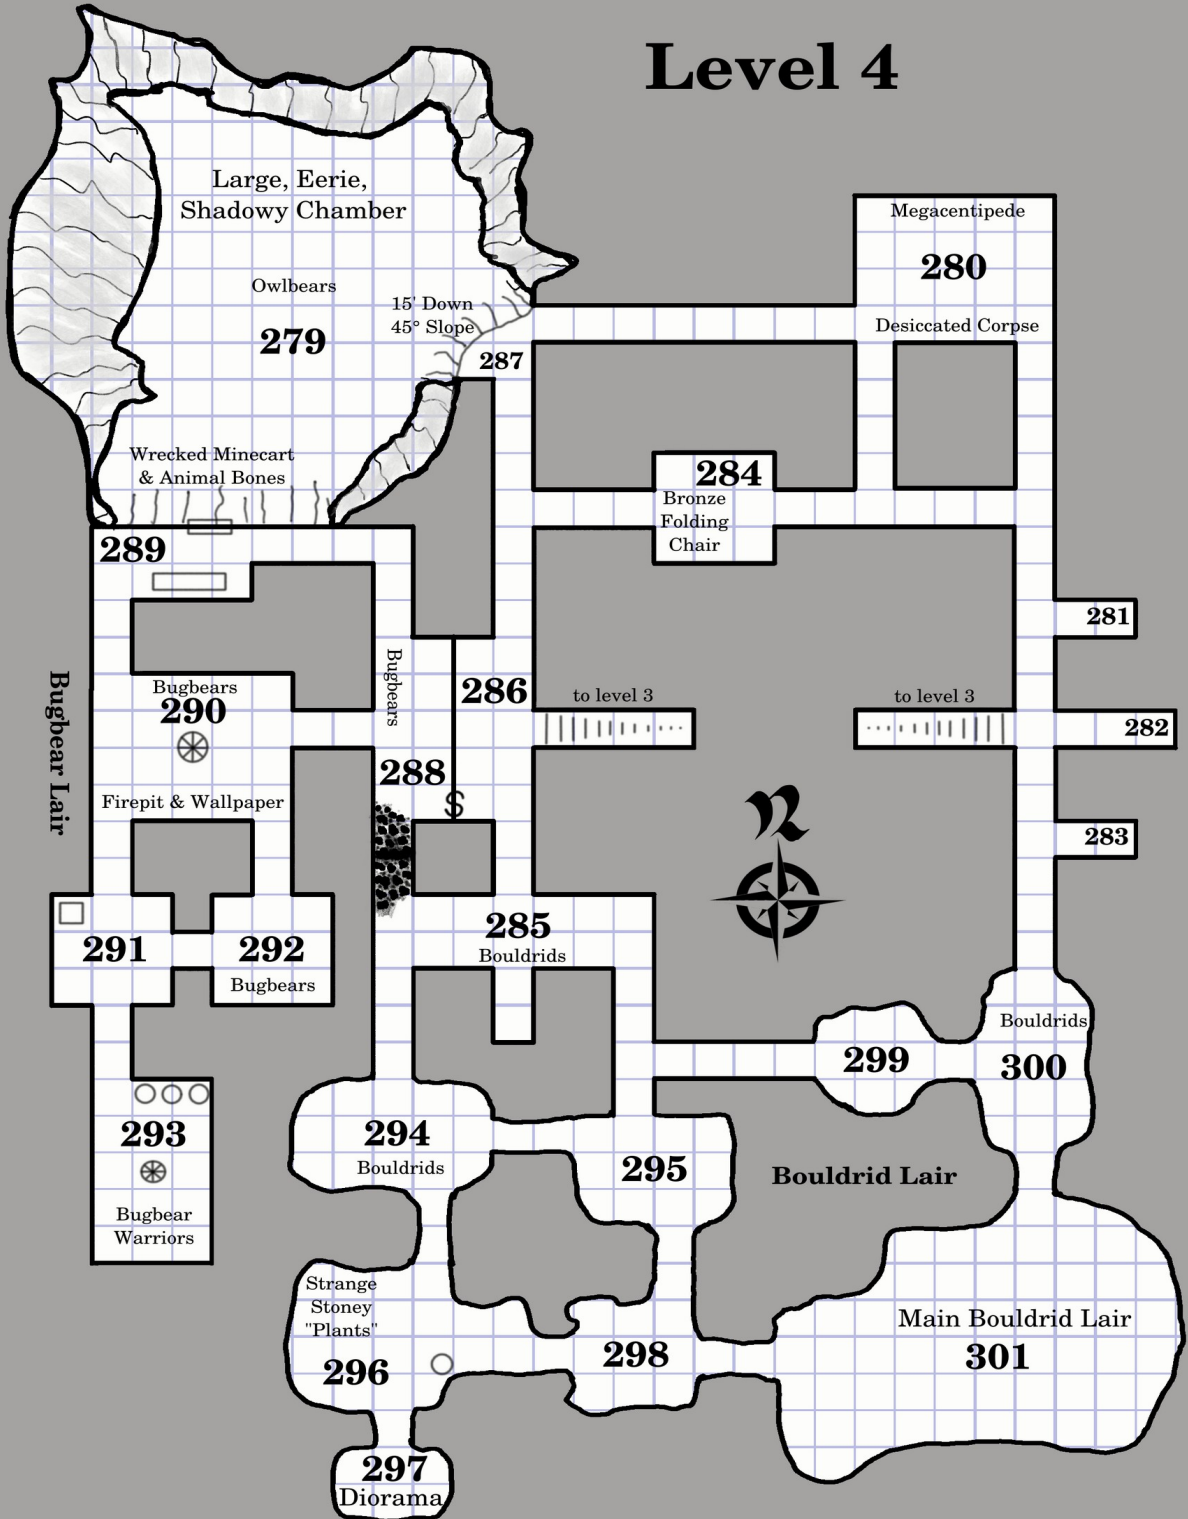 Level 4
Large, Eerie,
Shadowy Chamber
Owlbears
279
15' Down
45° Slope
287
Megacentipede
280
Desiccated Corpse
Wrecked Minecart
& Animal Bones
284
Bronze
Folding
Chair
289
281
Bugbear Lair
Bugbears
290
Firepit & Wallpaper
Bugbears
286
to level 3
to level 3
282
288
S
283
N
291
292
Bugbears
285
Bouldrids
Bouldrids
300
299
293
Bugbear
Warriors
294
Bouldrids
295
Bouldrid Lair
Strange
Stoney
"Plants"
296
298
Main Bouldrid Lair
301
297
Diorama